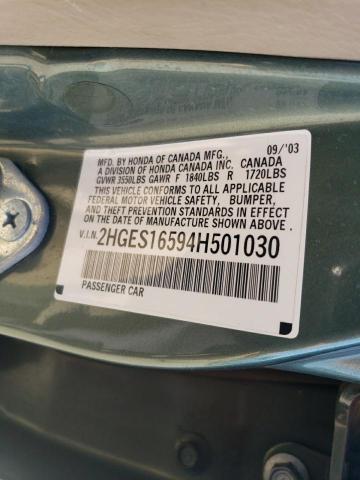 09/'03
MFD. BY HONDA OF CANADA MFG., CANADA
A DIVISION OF HONDA CANADA INC.
GVWR 3550LBS GAWR F 1840LBS R 1720LBS
THIS VEHICLE CONFORMS TO ALL APPLICABLE
FEDERAL MOTOR VEHICLE SAFETY, BUMPER,
AND THEFT PREVENTION STANDARDS IN EFFECT
ON THE DATE OF MANUFACTURE SHOWN ABOVE.
V.I.N. 2HGES16594H501030
PASSENGER CAR